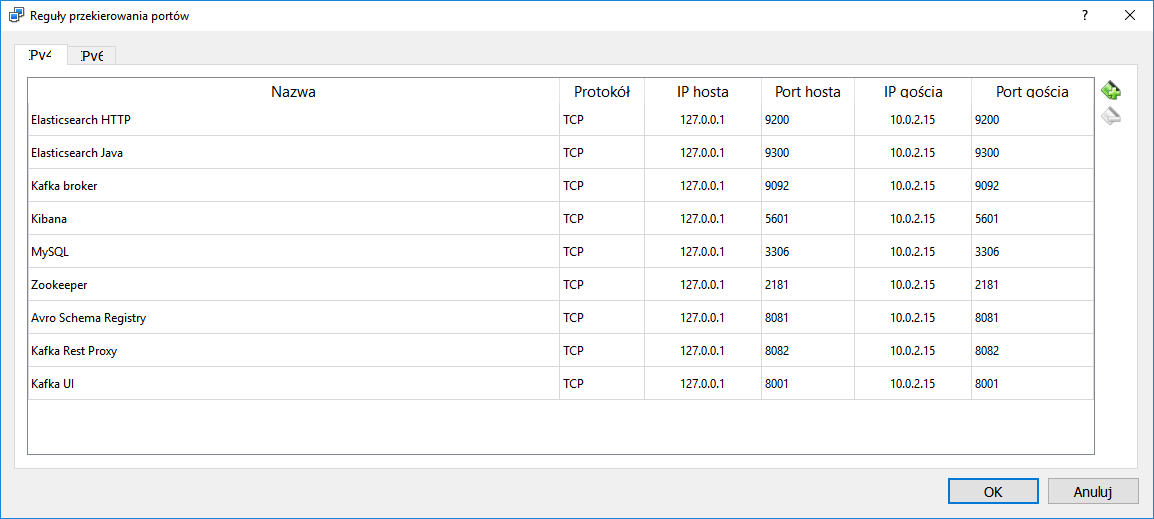 Reguły przekierowania portów
IPv4 IPv6
Nazwa Protokół IP hosta Port hosta IP gościa Port gościa
Elasticsearch HTTP TCP 127.0.0.1 9200 10.0.2.15 9200
Elasticsearch Java TCP 127.0.0.1 9300 10.0.2.15 9300
Kafka broker TCP 127.0.0.1 9092 10.0.2.15 9092
Kibana TCP 127.0.0.1 5601 10.0.2.15 5601
MySQL TCP 127.0.0.1 3306 10.0.2.15 3306
Zookeeper TCP 127.0.0.1 2181 10.0.2.15 2181
Avro Schema Registry TCP 127.0.0.1 8081 10.0.2.15 8081
Kafka Rest Proxy TCP 127.0.0.1 8082 10.0.2.15 8082
Kafka UI TCP 127.0.0.1 8001 10.0.2.15 8001
OK Anuluj